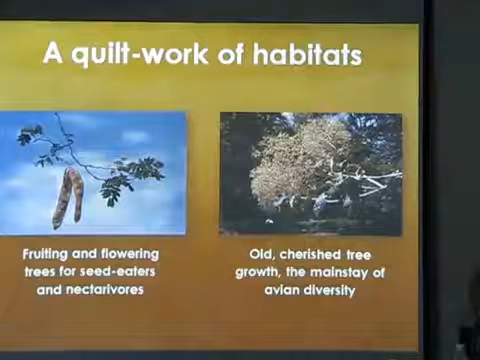 A quilt-work of habitats
Fruiting and flowering
trees for seed-eaters
and nectarivores
Old, cherished tree
growth, the mainstay of
avian diversity